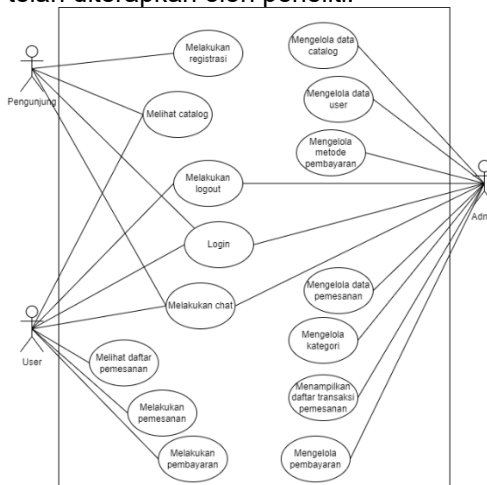 telah diterapkan oleh peneliti.
Melakukan
registrasi
Mengelola data
catalog
Pengunjung
Melihat catalog
Mengelola data
user
Mengelola
metode
pembayaran
Melakukan
logout
Login
Melakukan chat
Mengelola data
pemesanan
Mengelola
kategori
User
Melihat daftar
pemesanan
Melakukan
pemesanan
Menampilkan
daftar transaksi
pemesanan
Melakukan
pembayaran
Mengelola
pembayaran